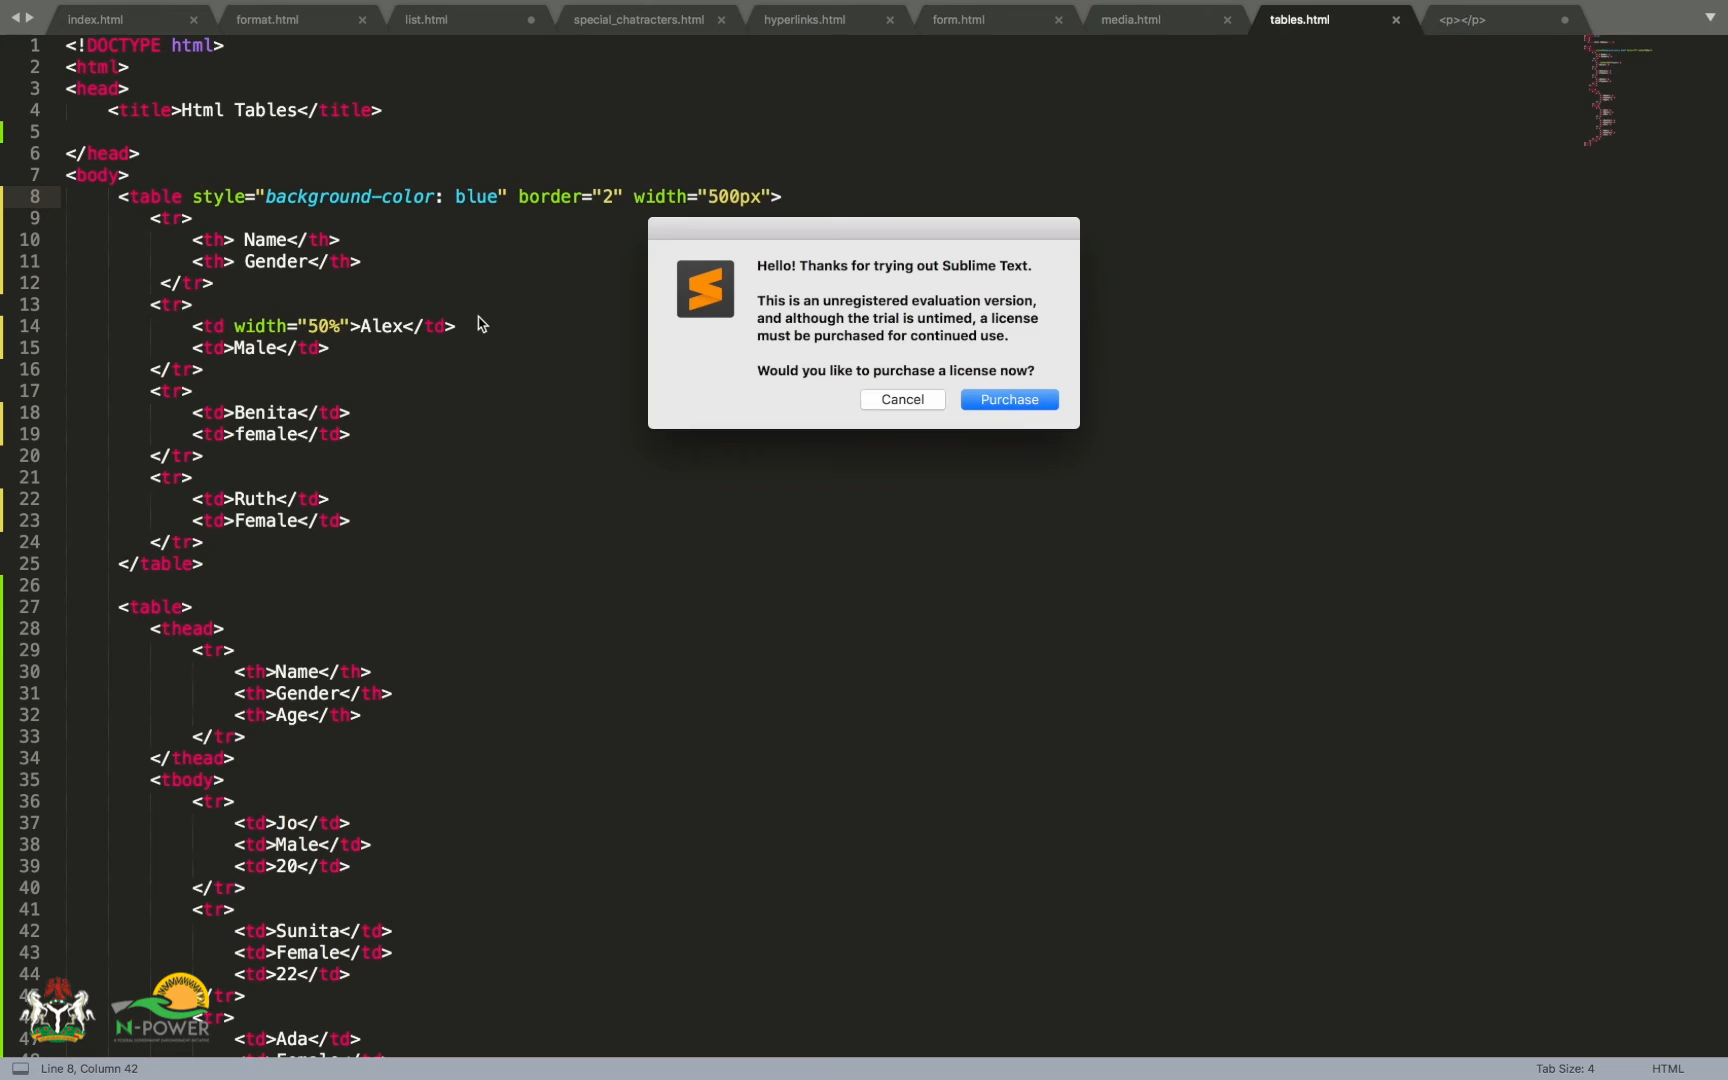 index.html format.html list.html special_chatracters.html hyperlinks.html form.html media.html tables.html <p></p>
1 <!DOCTYPE html>
2 <html>
3 <head>
4 <title>Html Tables</title>
5
6 </head>
7 <body>
8 <table style="background-color: blue" border="2" width="500px">
9 <tr>
10 <th> Name</th>
11 <th> Gender</th>
12 </tr>
13 <tr>
14 <td width="50%">Alex</td>
15 <td>Male</td>
16 </tr>
17 <tr>
18 <td>Benita</td>
19 <td>female</td>
20 </tr>
21 <tr>
22 <td>Ruth</td>
23 <td>Female</td>
24 </tr>
25 </table>
26
27 <table>
28 <thead>
29 <tr>
30 <th>Name</th>
31 <th>Gender</th>
32 <th>Age</th>
33 </tr>
34 </thead>
35 <tbody>
36 <tr>
37 <td>Jo</td>
38 <td>Male</td>
39 <td>20</td>
40 </tr>
41 <tr>
42 <td>Sunita</td>
43 <td>Female</td>
44 <td>22</td>
tr>
tr>
47 <td>Ada</td>
Hello! Thanks for trying out Sublime Text.
This is an unregistered evaluation version,
and although the trial is untimed, a license
must be purchased for continued use.
Would you like to purchase a license now?
Cancel Purchase
N-POWER
Line 8, Column 42 Tab Size: 4 HTML